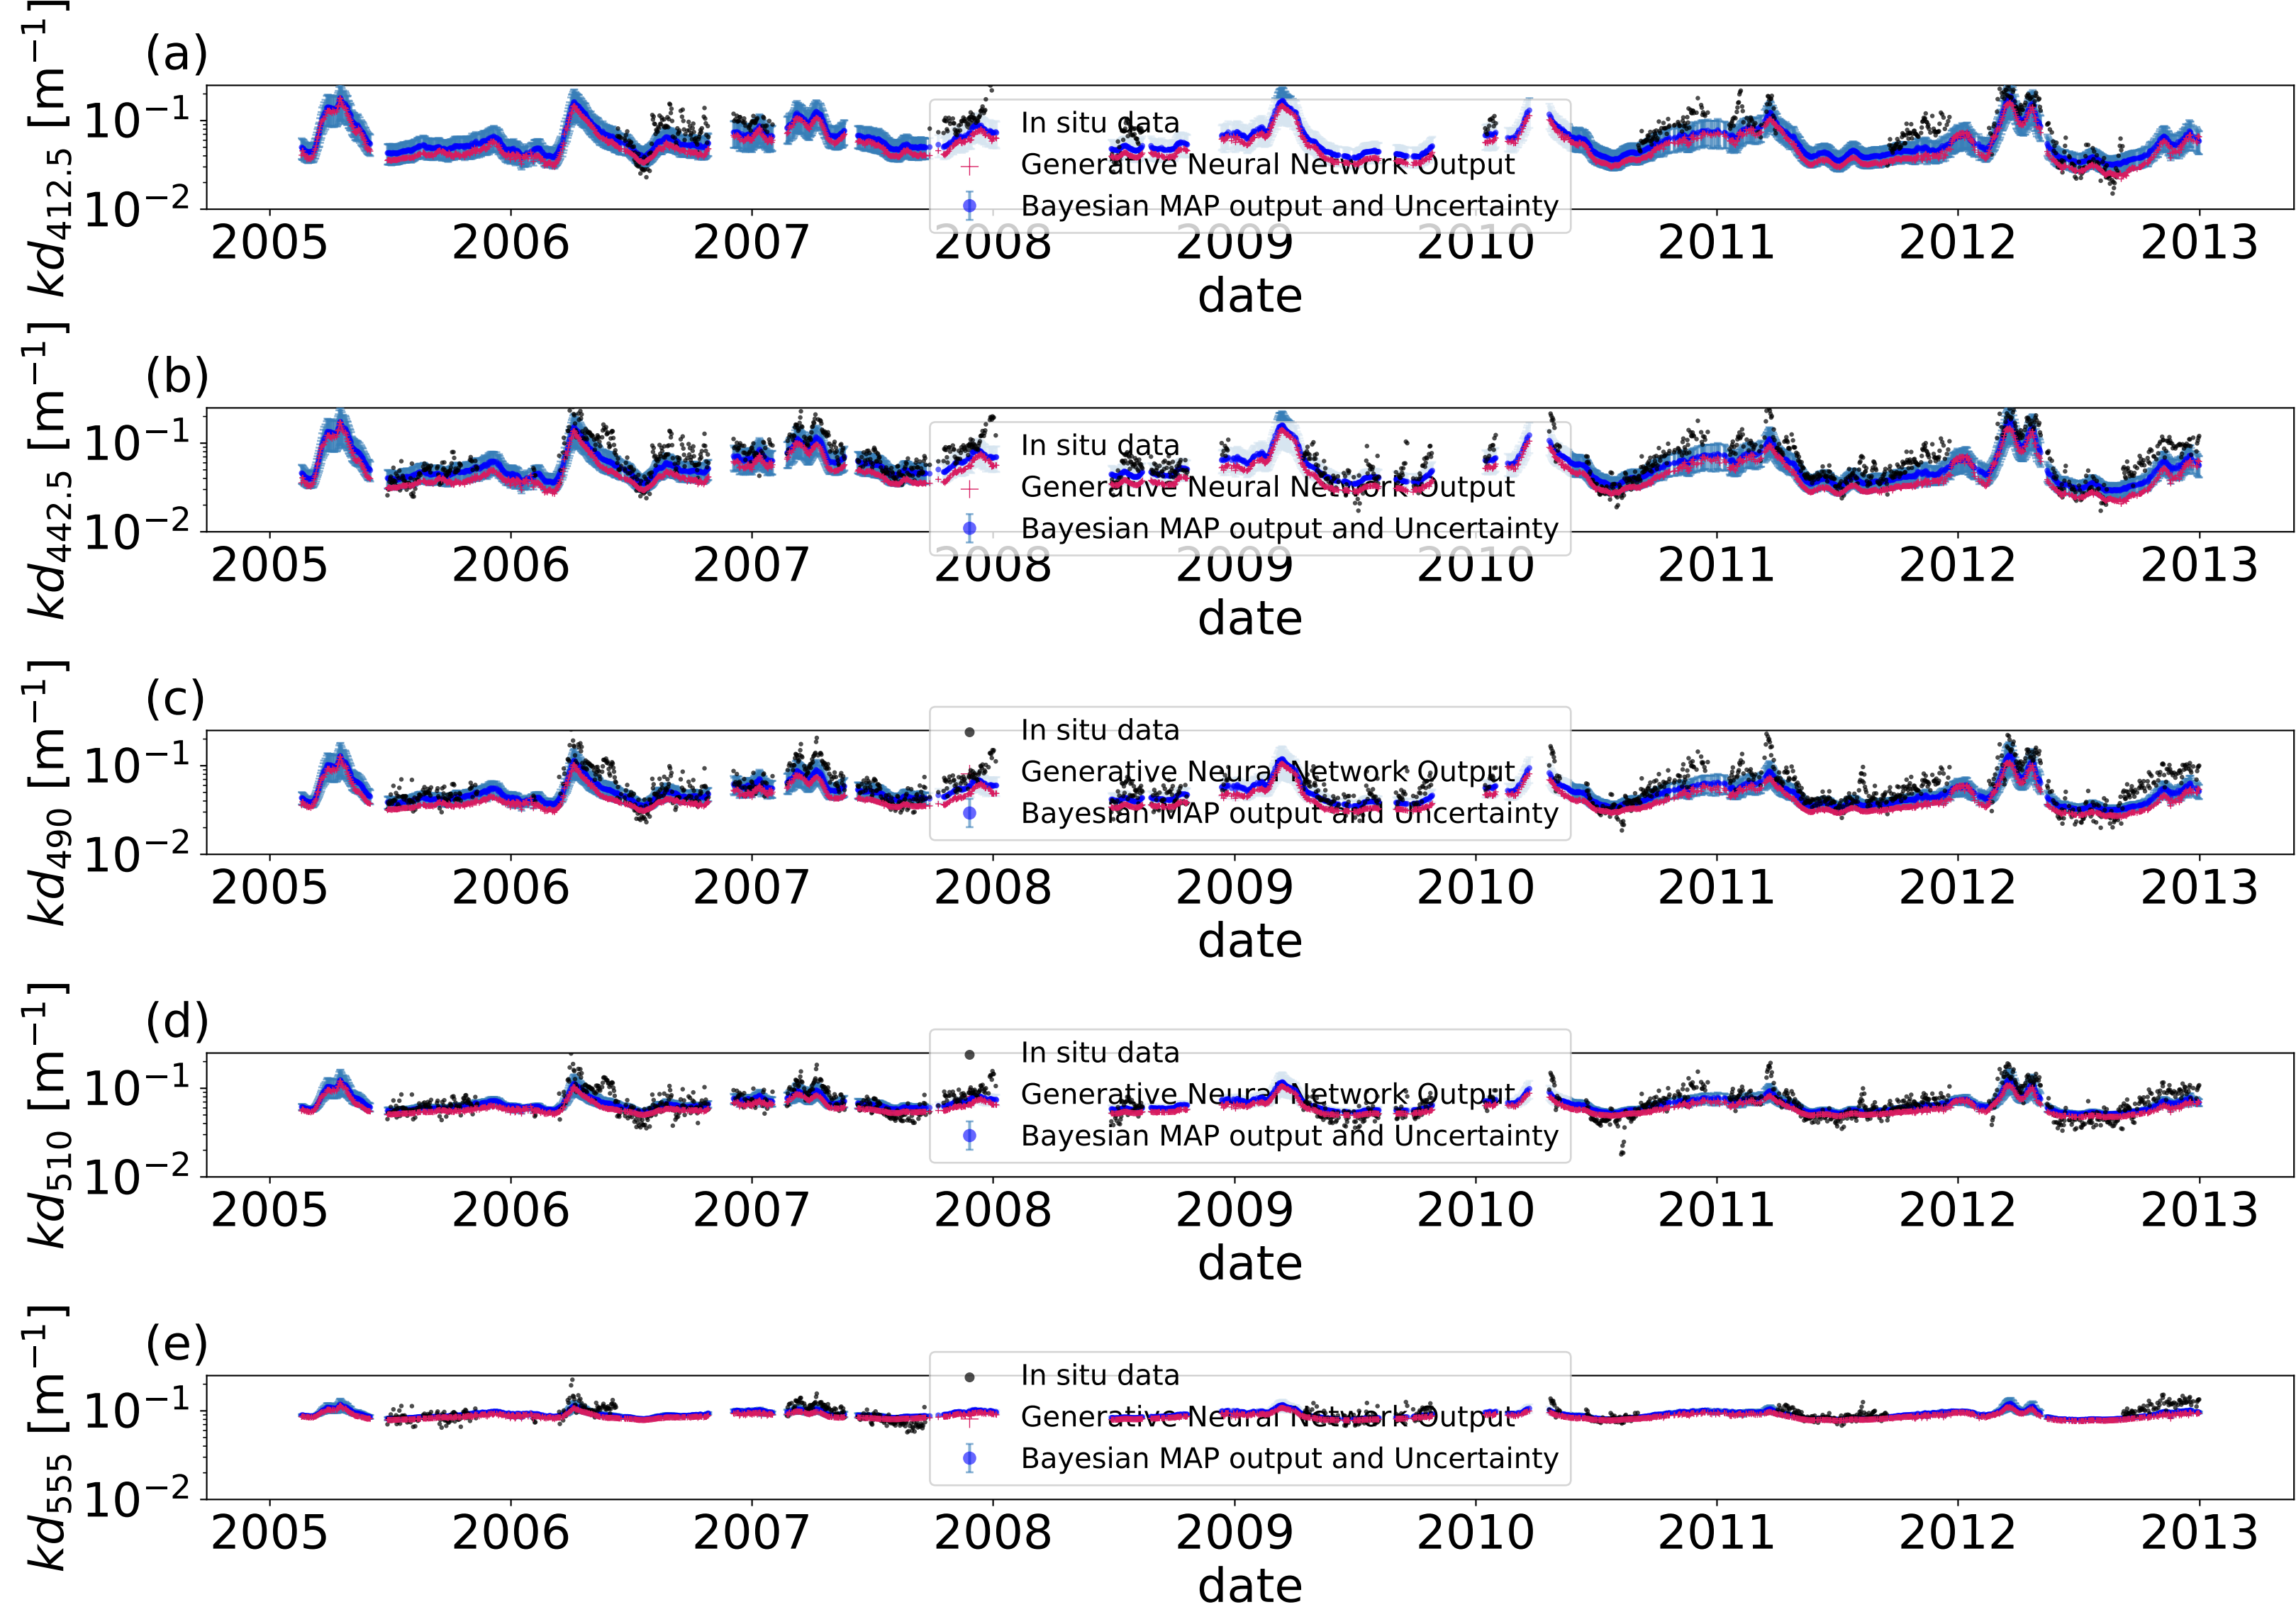 (a)
kd412.5 [m−1]
10−1
10−2
In situ data
Generative Neural Network Output
Bayesian MAP output and Uncertainty
2005 2006 2007 2008 2009 2010 2011 2012 2013
date
(b)
kd442.5 [m−1]
10−1
10−2
In situ data
Generative Neural Network Output
Bayesian MAP output and Uncertainty
2005 2006 2007 2008 2009 2010 2011 2012 2013
date
(c)
kd490 [m−1]
10−1
10−2
In situ data
Generative Neural Network Output
Bayesian MAP output and Uncertainty
2005 2006 2007 2008 2009 2010 2011 2012 2013
date
(d)
kd510 [m−1]
10−1
10−2
In situ data
Generative Neural Network Output
Bayesian MAP output and Uncertainty
2005 2006 2007 2008 2009 2010 2011 2012 2013
date
(e)
kd555 [m−1]
10−1
10−2
In situ data
Generative Neural Network Output
Bayesian MAP output and Uncertainty
2005 2006 2007 2008 2009 2010 2011 2012 2013
date